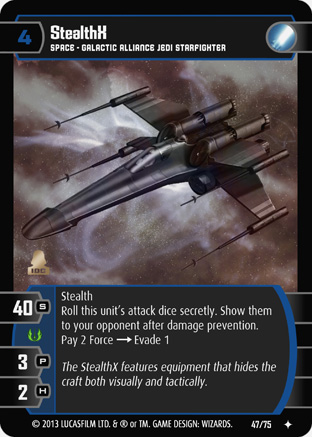 4
StealthX
SPACE - GALACTIC ALLIANCE JEDI STARFIGHTER
IDC
40 S
Stealth
Roll this unit's attack dice secretly. Show them
to your opponent after damage prevention.
Pay 2 Force → Evade 1
3 P
2 H
The StealthX features equipment that hides the
craft both visually and tactically.
© 2013 LUCASFILM LTD. & ® or TM. GAME DESIGN: WIZARDS. 47/75